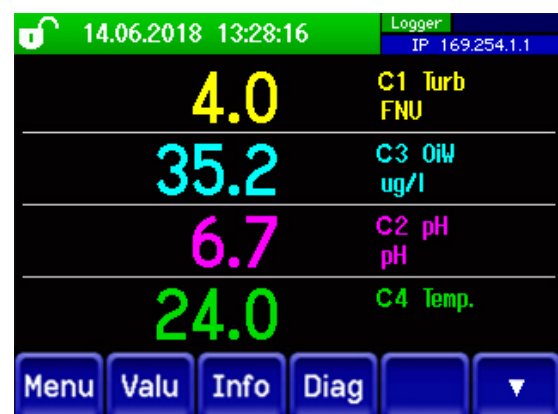 14.06.2018 13:28:16
Logger
IP 169.254.1.1
4.0
C1 Turb
FNU
35.2
C3 OiW
ug/l
6.7
C2 pH
pH
24.0
C4 Temp.
Menu Valu Info Diag ▼